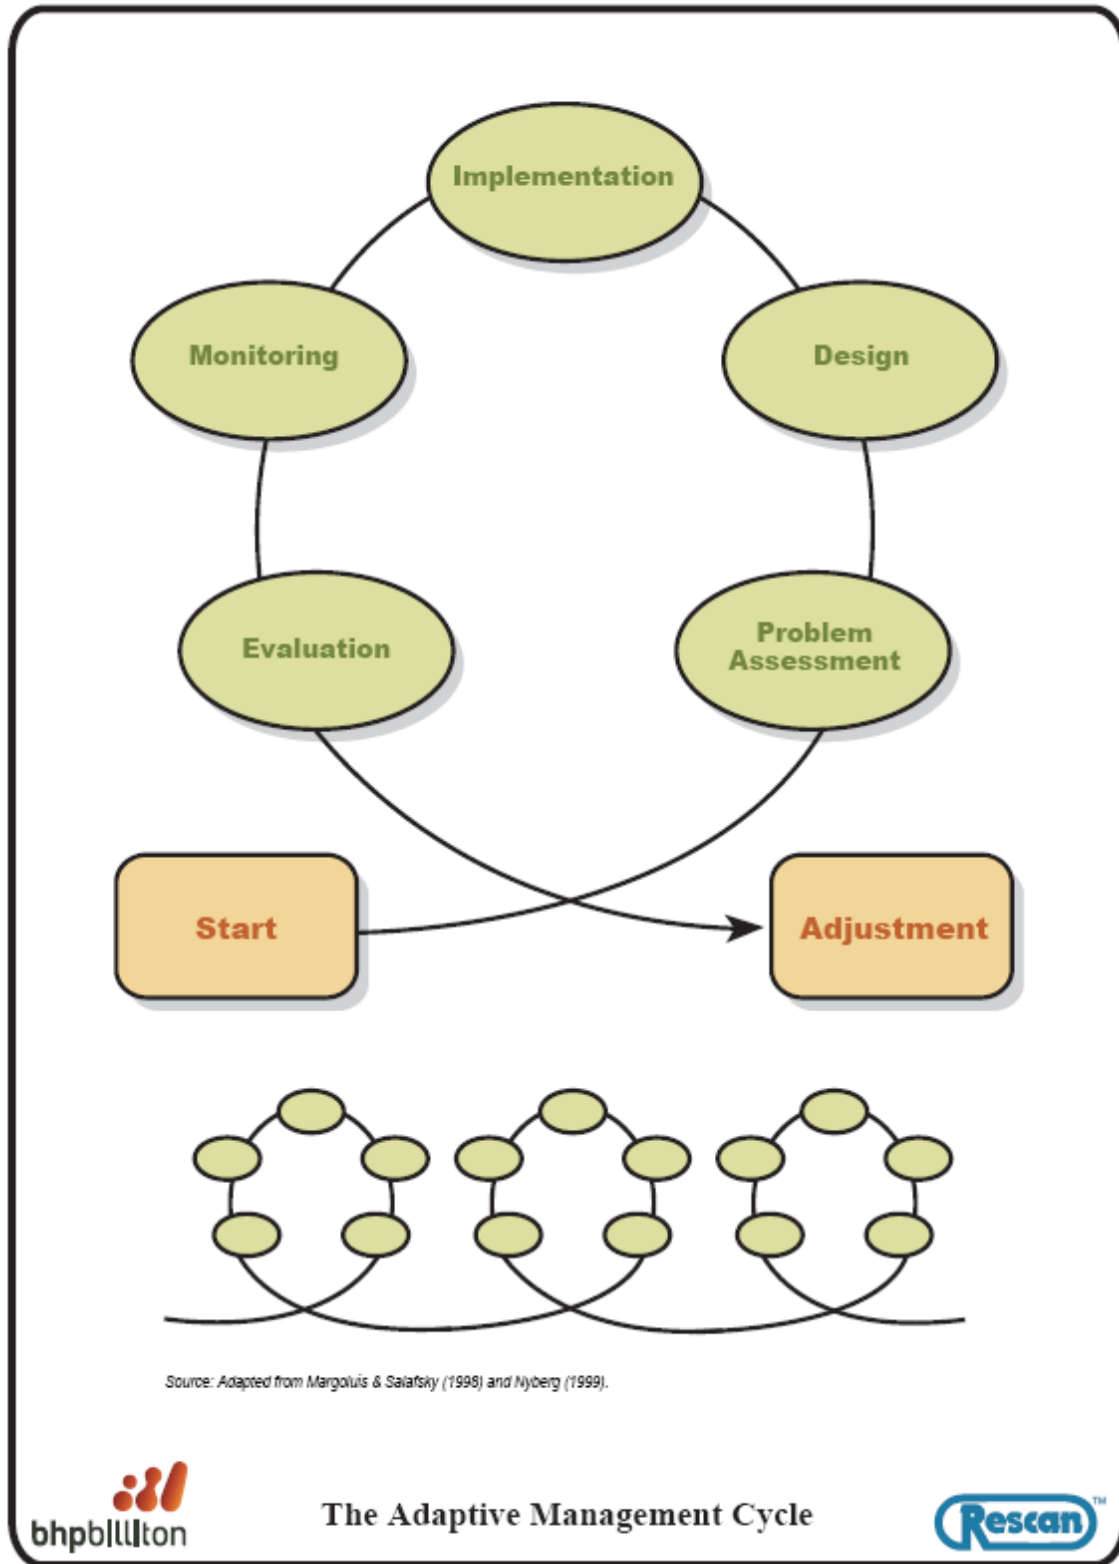 Implementation
Monitoring
Design
Evaluation
Problem
Assessment
Start
Adjustment
Source: Adapted from Margoluis & Salafsky (1998) and Nyberg (1999).
bhpbilliton
The Adaptive Management Cycle
Rescan™